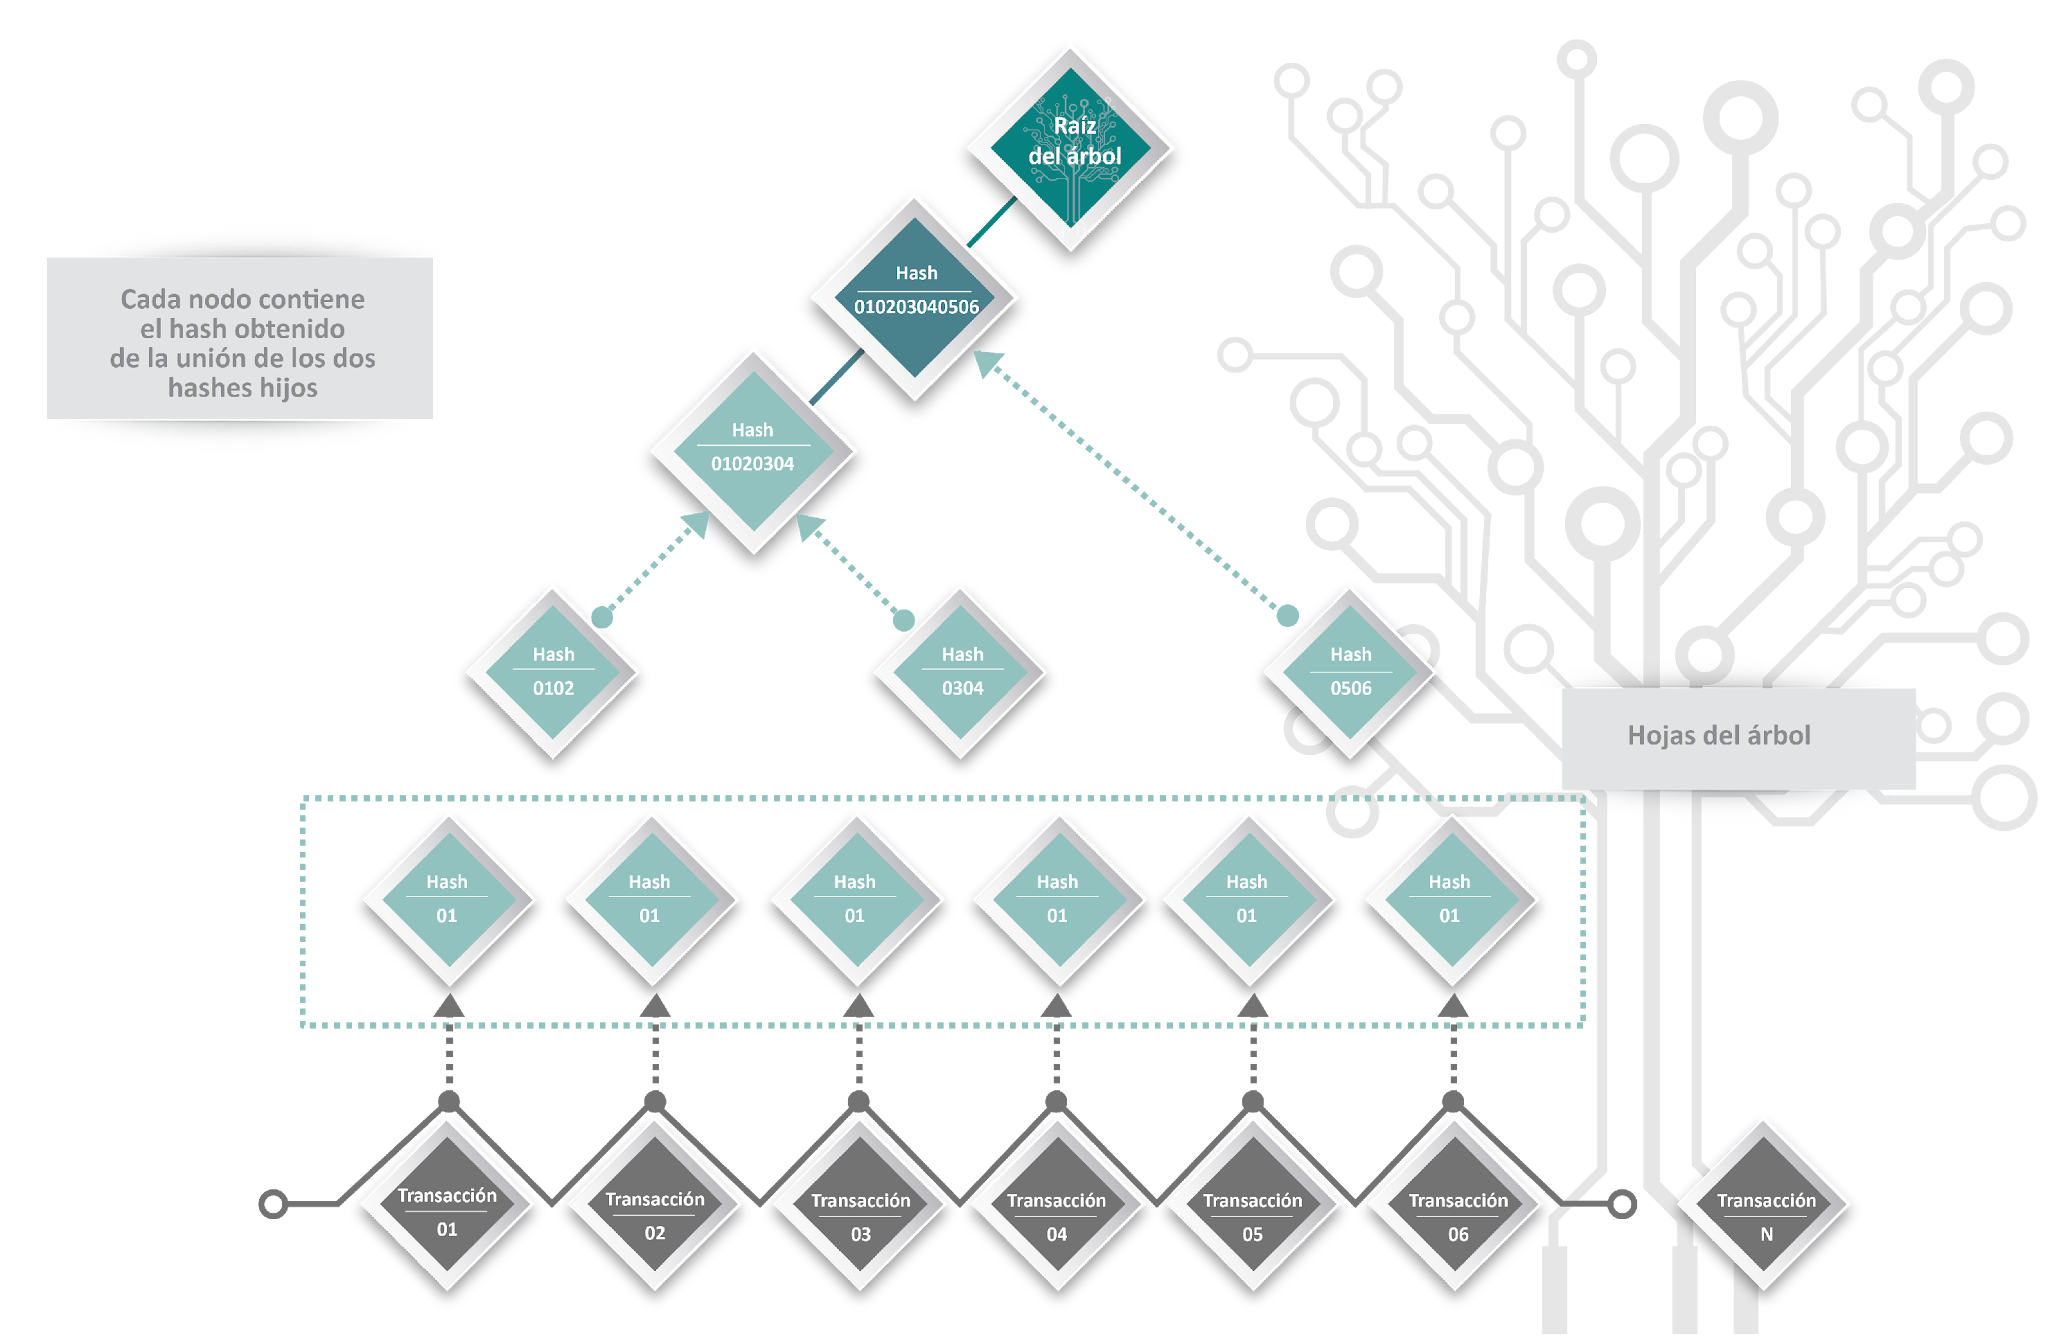 Raíz
del árbol
Hash
010203040506
Cada nodo contiene
el hash obtenido
de la unión de los dos
hashes hijos
Hash
01020304
Hash
0102
Hash
0304
Hash
0506
Hojas del árbol
Hash
01
Hash
01
Hash
01
Hash
01
Hash
01
Hash
01
Transacción
01
Transacción
02
Transacción
03
Transacción
04
Transacción
05
Transacción
06
Transacción
N